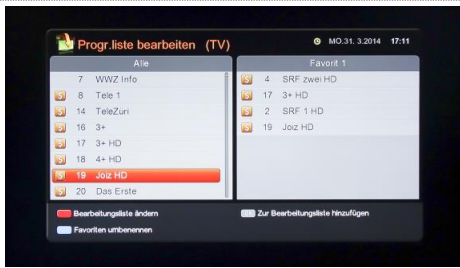 Progr.liste bearbeiten (TV)
MO.31. 3.2014 17:11
Alle
7 WWZ Info
8 Tele 1
14 TeleZüri
16 3+
17 3+ HD
18 4+ HD
19 Joiz HD
20 Das Erste
Favorit 1
4 SRF zwei HD
17 3+ HD
2 SRF 1 HD
19 Joiz HD
Bearbeitungsliste ändern
Zur Bearbeitungsliste hinzufügen
Favoriten umbenennen